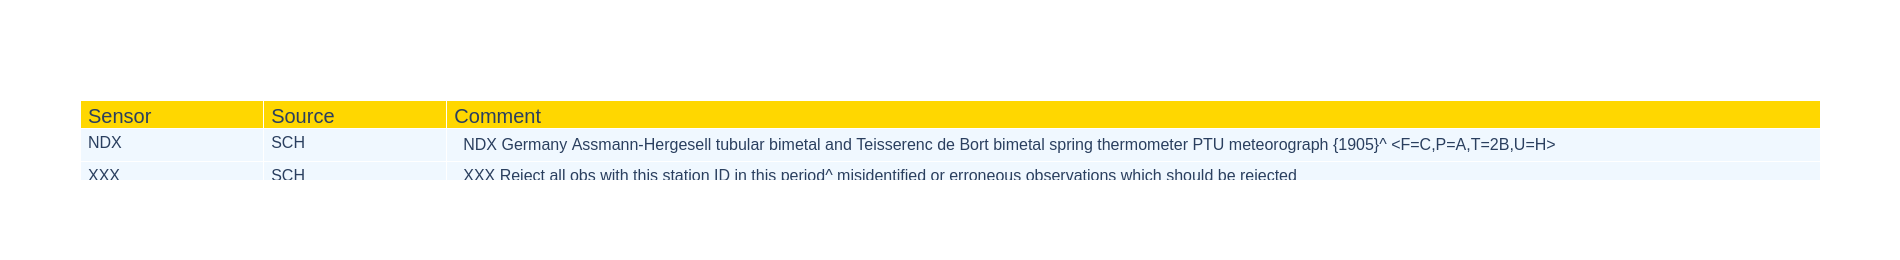 Sensor Source Comment
NDX SCH NDX Germany Assmann-Hergesell tubular bimetal and Teisserenc de Bort bimetal spring thermometer PTU meteorograph {1905}^ <F=C,P=A,T=2B,U=H>
XXX SCH XXX Reject all obs with this station ID in this period^ misidentified or erroneous observations which should be rejected